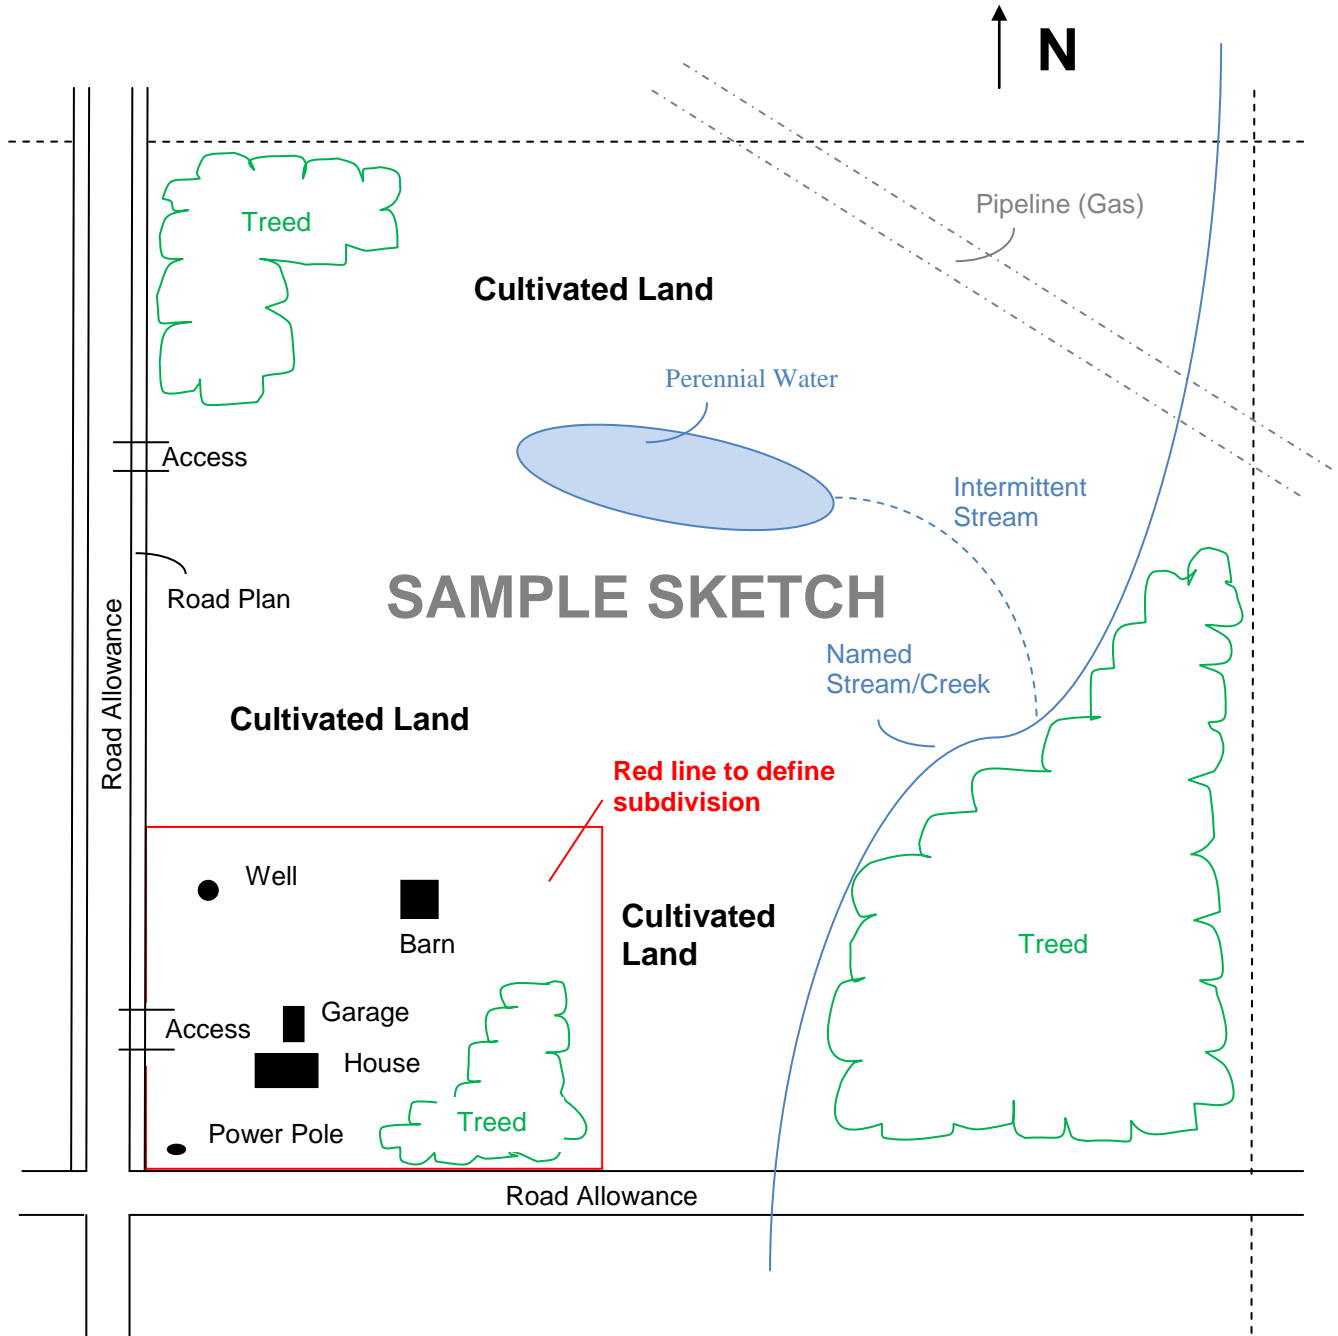 N
Pipeline (Gas)
Treed
Cultivated Land
Perennial Water
Access
Intermittent
Stream
Road Plan
SAMPLE SKETCH
Road Allowance
Named
Stream/Creek
Cultivated Land
Red line to define
subdivision
Well
Barn
Cultivated
Land
Treed
Garage
Access
House
Treed
Power Pole
Road Allowance